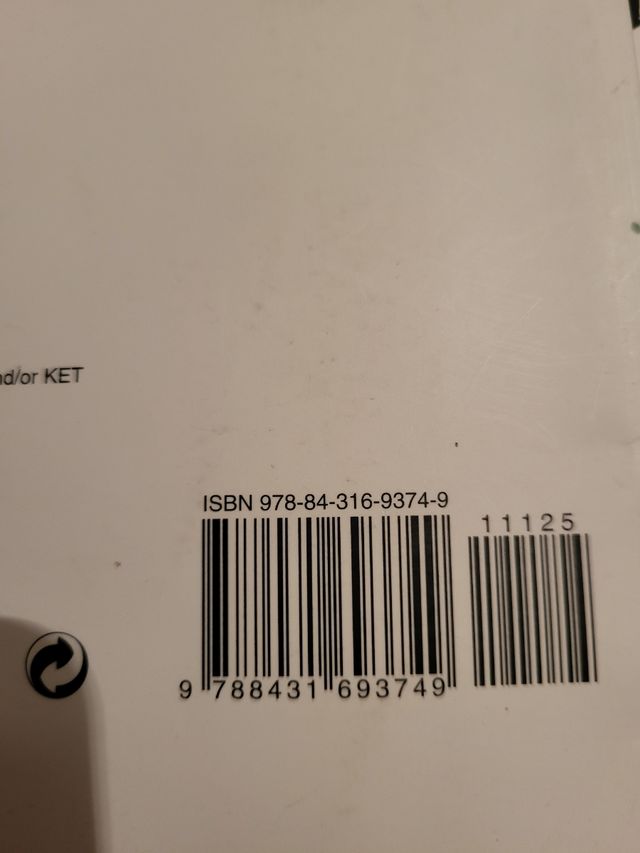 nd/or KET
ISBN 978-84-316-9374-9
11125
9 788431 693749